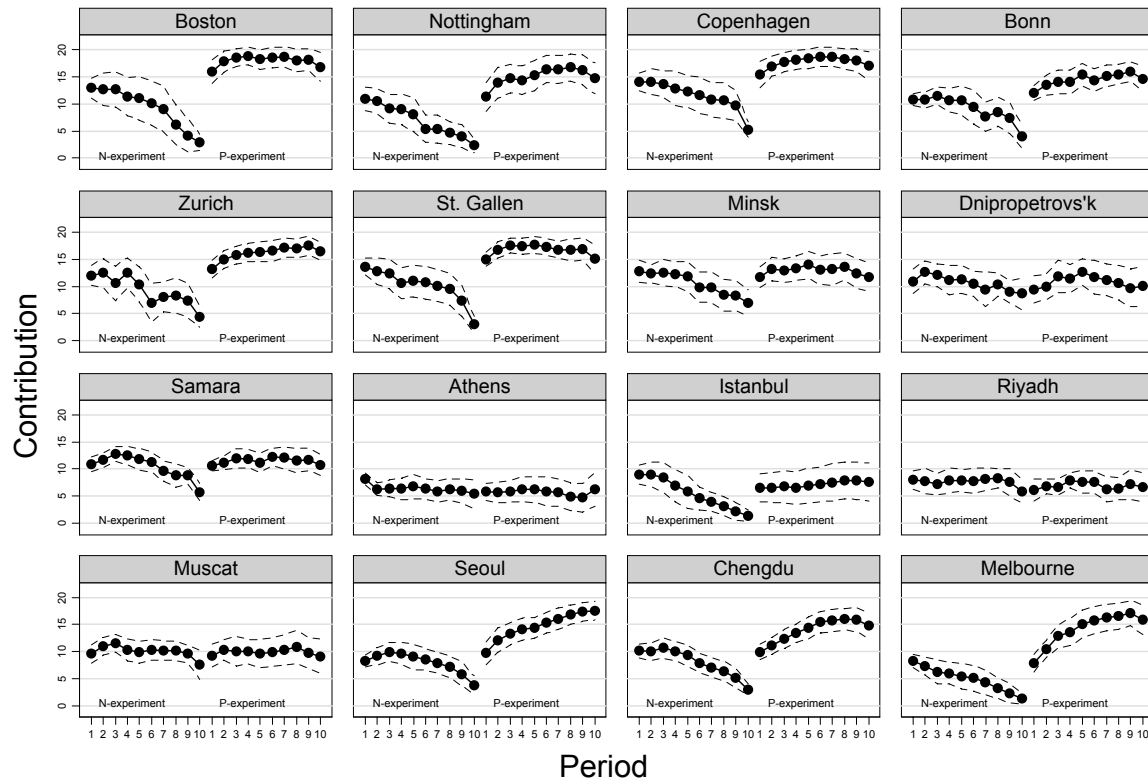 Boston Nottingham Copenhagen Bonn
20
15
10
5
0
N-experiment P-experiment N-experiment P-experiment N-experiment P-experiment N-experiment P-experiment
Zurich St. Gallen Minsk Dnipropetrovs'k
20
15
10
5
0
N-experiment P-experiment N-experiment P-experiment N-experiment P-experiment N-experiment P-experiment
Contribution
Samara Athens Istanbul Riyadh
20
15
10
5
0
N-experiment P-experiment N-experiment P-experiment N-experiment P-experiment N-experiment P-experiment
Muscat Seoul Chengdu Melbourne
20
15
10
5
0
N-experiment P-experiment N-experiment P-experiment N-experiment P-experiment N-experiment P-experiment
1 2 3 4 5 6 7 8 9 10 1 2 3 4 5 6 7 8 9 10 1 2 3 4 5 6 7 8 9 10 1 2 3 4 5 6 7 8 9 10 1 2 3 4 5 6 7 8 9 10 1 2 3 4 5 6 7 8 9 10 1 2 3 4 5 6 7 8 9 10 1 2 3 4 5 6 7 8 9 10
Period